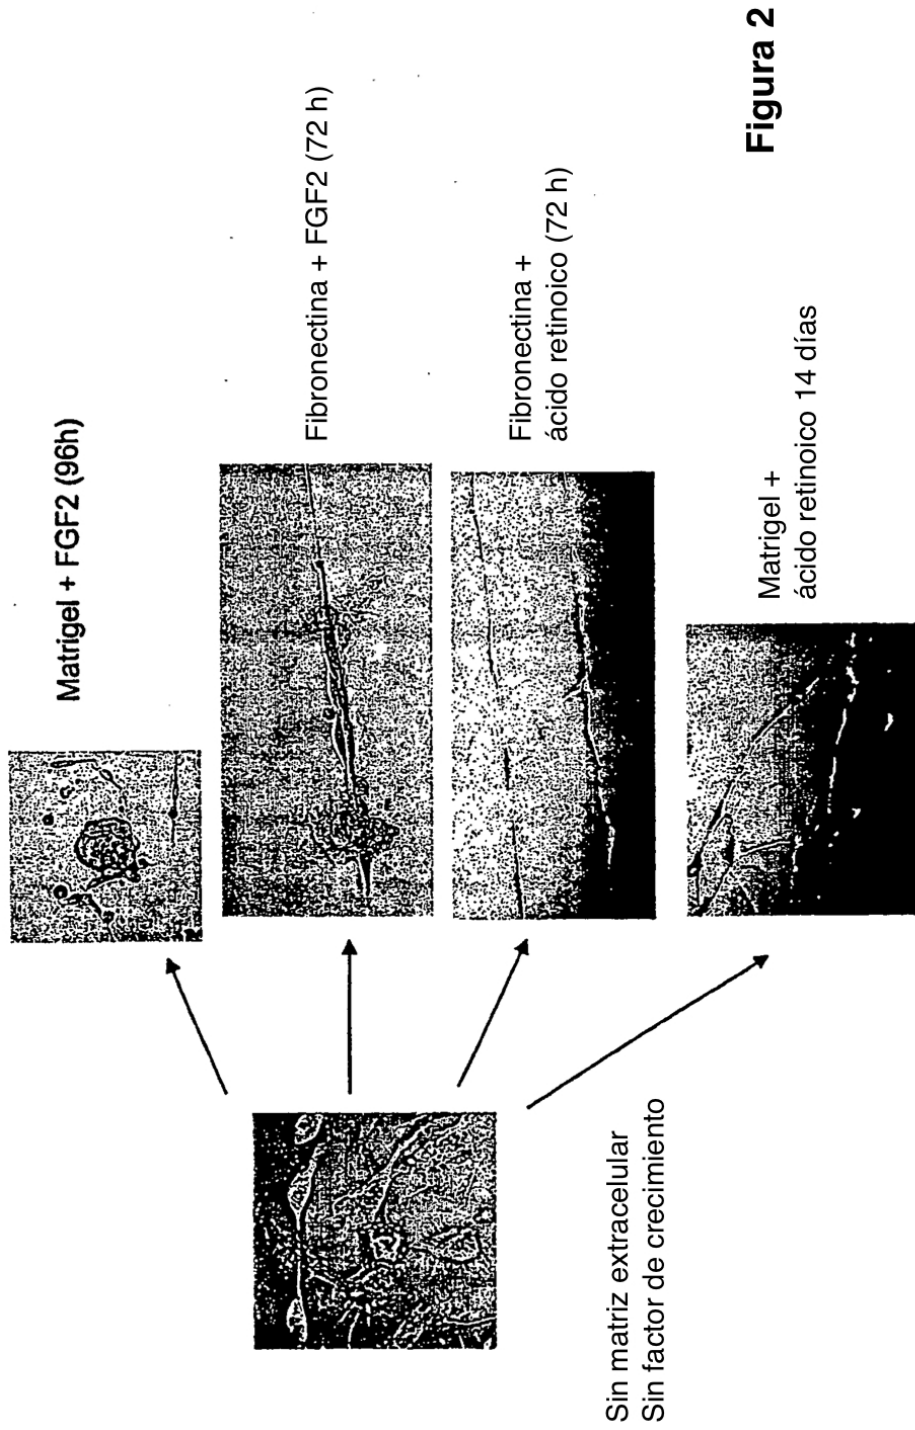 Matrigel + FGF2 (96h)
Fibronectina + FGF2 (72 h)
Fibronectina +
ácido retinoico (72 h)
Matrigel +
ácido retinoico 14 días
Sin matriz extracelular
Sin factor de crecimiento
Figura 2